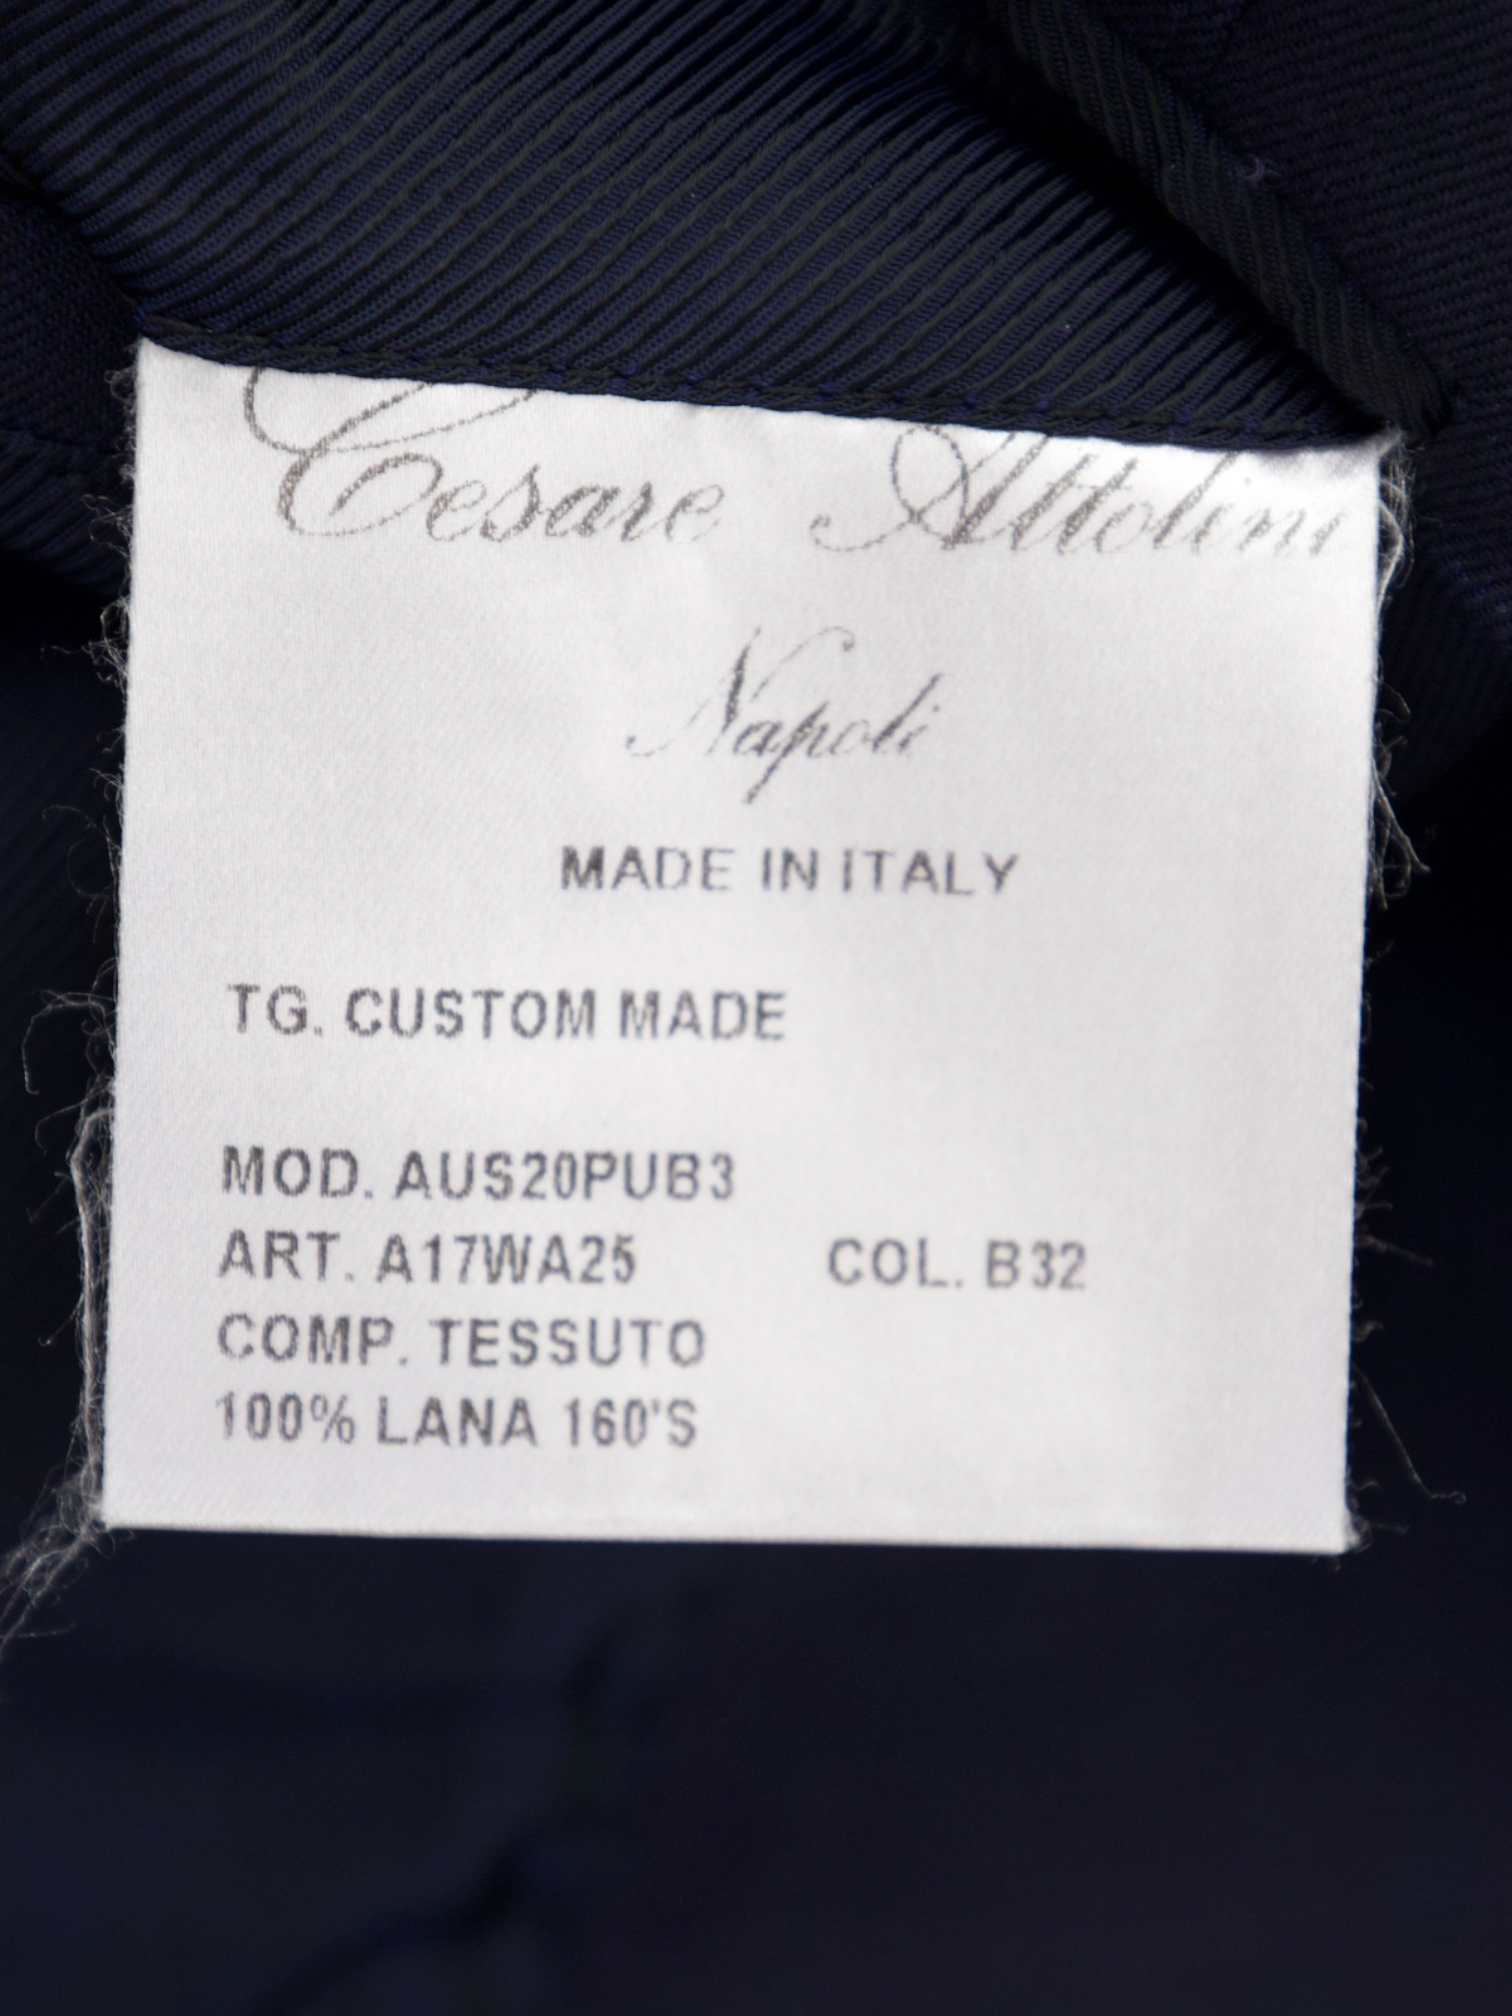 Cesare Attolini
Napoli
MADE IN ITALY
TG. CUSTOM MADE
MOD. AUS20PUB3
ART. A17WA25 COL. B32
COMP. TESSUTO
100% LANA 160'S